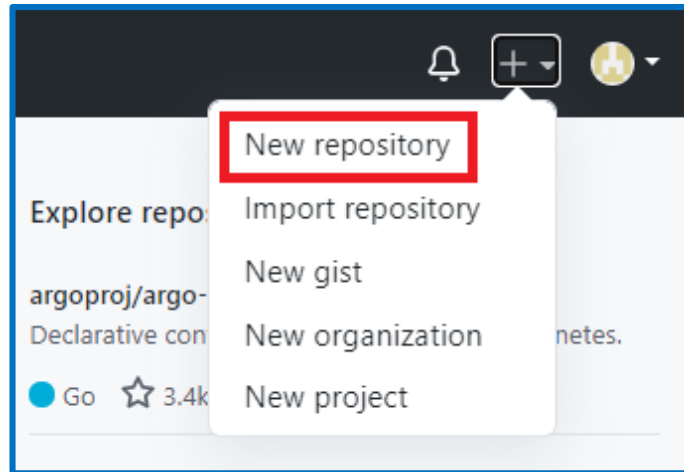 New repository
Explore repo
Import repository
New gist
argoproj/argo-
Declarative con
netes.
New organization
Go 3.4k
New project